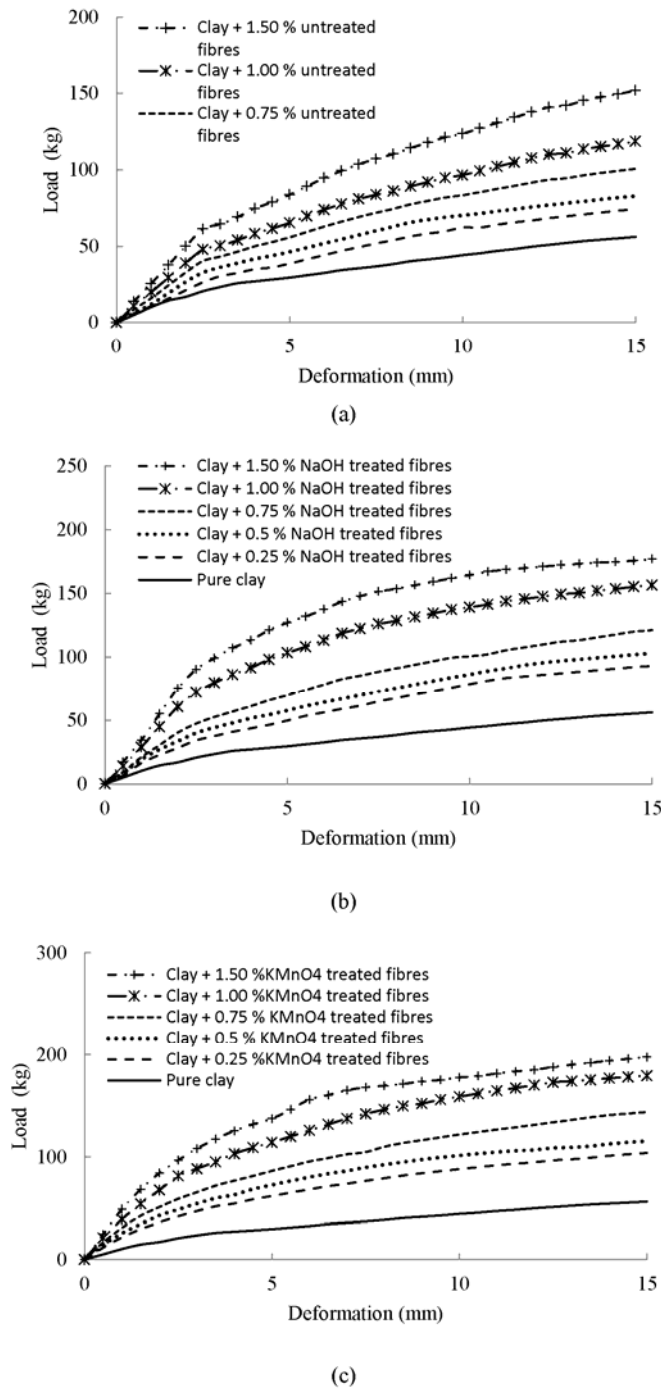 200
150
100
50
0
Load (kg)
Clay + 1.50 % untreated
fibres
Clay + 1.00 % untreated
fibres
Clay + 0.75 % untreated
fibres
0
5
10
15
Deformation (mm)
(a)
250
200
150
100
50
0
Load (kg)
Clay + 1.50 % NaOH treated fibres
Clay + 1.00 % NaOH treated fibres
Clay + 0.75 % NaOH treated fibres
Clay + 0.5 % NaOH treated fibres
Clay + 0.25 % NaOH treated fibres
Pure clay
0
5
10
15
Deformation (mm)
(b)
300
200
100
0
Load (kg)
Clay + 1.50 %KMnO4 treated fibres
Clay + 1.00 %KMnO4 treated fibres
Clay + 0.75 % KMnO4 treated fibres
Clay + 0.5 % KMnO4 treated fibres
Clay + 0.25 %KMnO4 treated fibres
Pure clay
0
5
10
15
Deformation (mm)
(c)